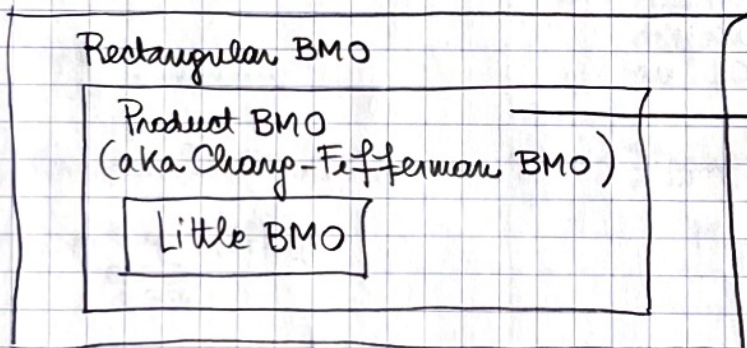 Rectangular BMO
Product BMO
(aka Chang-Fefferman BMO)
Little BMO